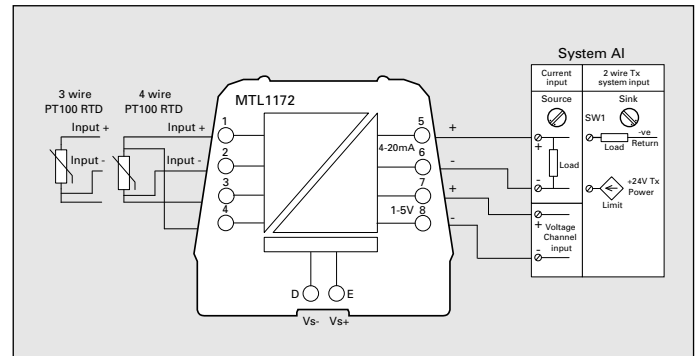 System AI
Current input
2 wire Tx system input
3 wire PT100 RTD
4 wire PT100 RTD
MTL1172
Source
Sink
SW1
Input +
Input +
1
5
+
4-20mA
+
Load
-ve Return
Load
Input -
Input -
2
6
-
3
7
+
-
+24V Tx Power
Limit
4
1-5V
8
-
+
Voltage Channel input
-
D
E
Vs-
Vs+